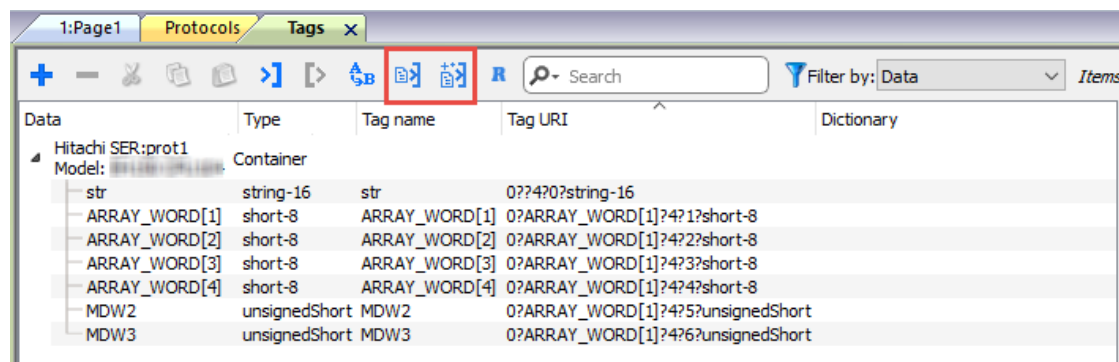 1:Page1 Protocols Tags X
A B R Search Filter by: Data Items
Data Type Tag name Tag URI Dictionary
Hitachi SER:prot1
Model: Container
str string-16 str 0??4?0?string-16
ARRAY_WORD[1] short-8 ARRAY_WORD[1] 0?ARRAY_WORD[1]?4?1?short-8
ARRAY_WORD[2] short-8 ARRAY_WORD[2] 0?ARRAY_WORD[1]?4?2?short-8
ARRAY_WORD[3] short-8 ARRAY_WORD[3] 0?ARRAY_WORD[1]?4?3?short-8
ARRAY_WORD[4] short-8 ARRAY_WORD[4] 0?ARRAY_WORD[1]?4?4?short-8
MDW2 unsignedShort MDW2 0?ARRAY_WORD[1]?4?5?unsignedShort
MDW3 unsignedShort MDW3 0?ARRAY_WORD[1]?4?6?unsignedShort